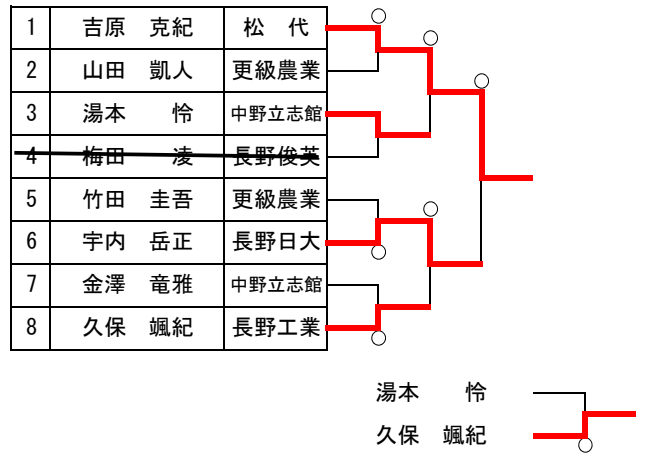 1 吉原 克紀 松 代
2 山田 凱人 更級農業
3 湯本 怜 中野立志館
4 梅田 凌 長野俊英
5 竹田 圭吾 更級農業
6 宇内 岳正 長野日大
7 金澤 竜雅 中野立志館
8 久保 颯紀 長野工業
湯本 怜
久保 颯紀